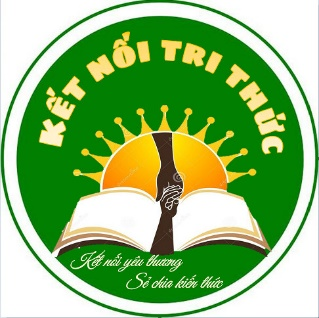 KẾT NỐI TRI THỨC
Kết nối yêu thương
Sẻ chia kiến thức